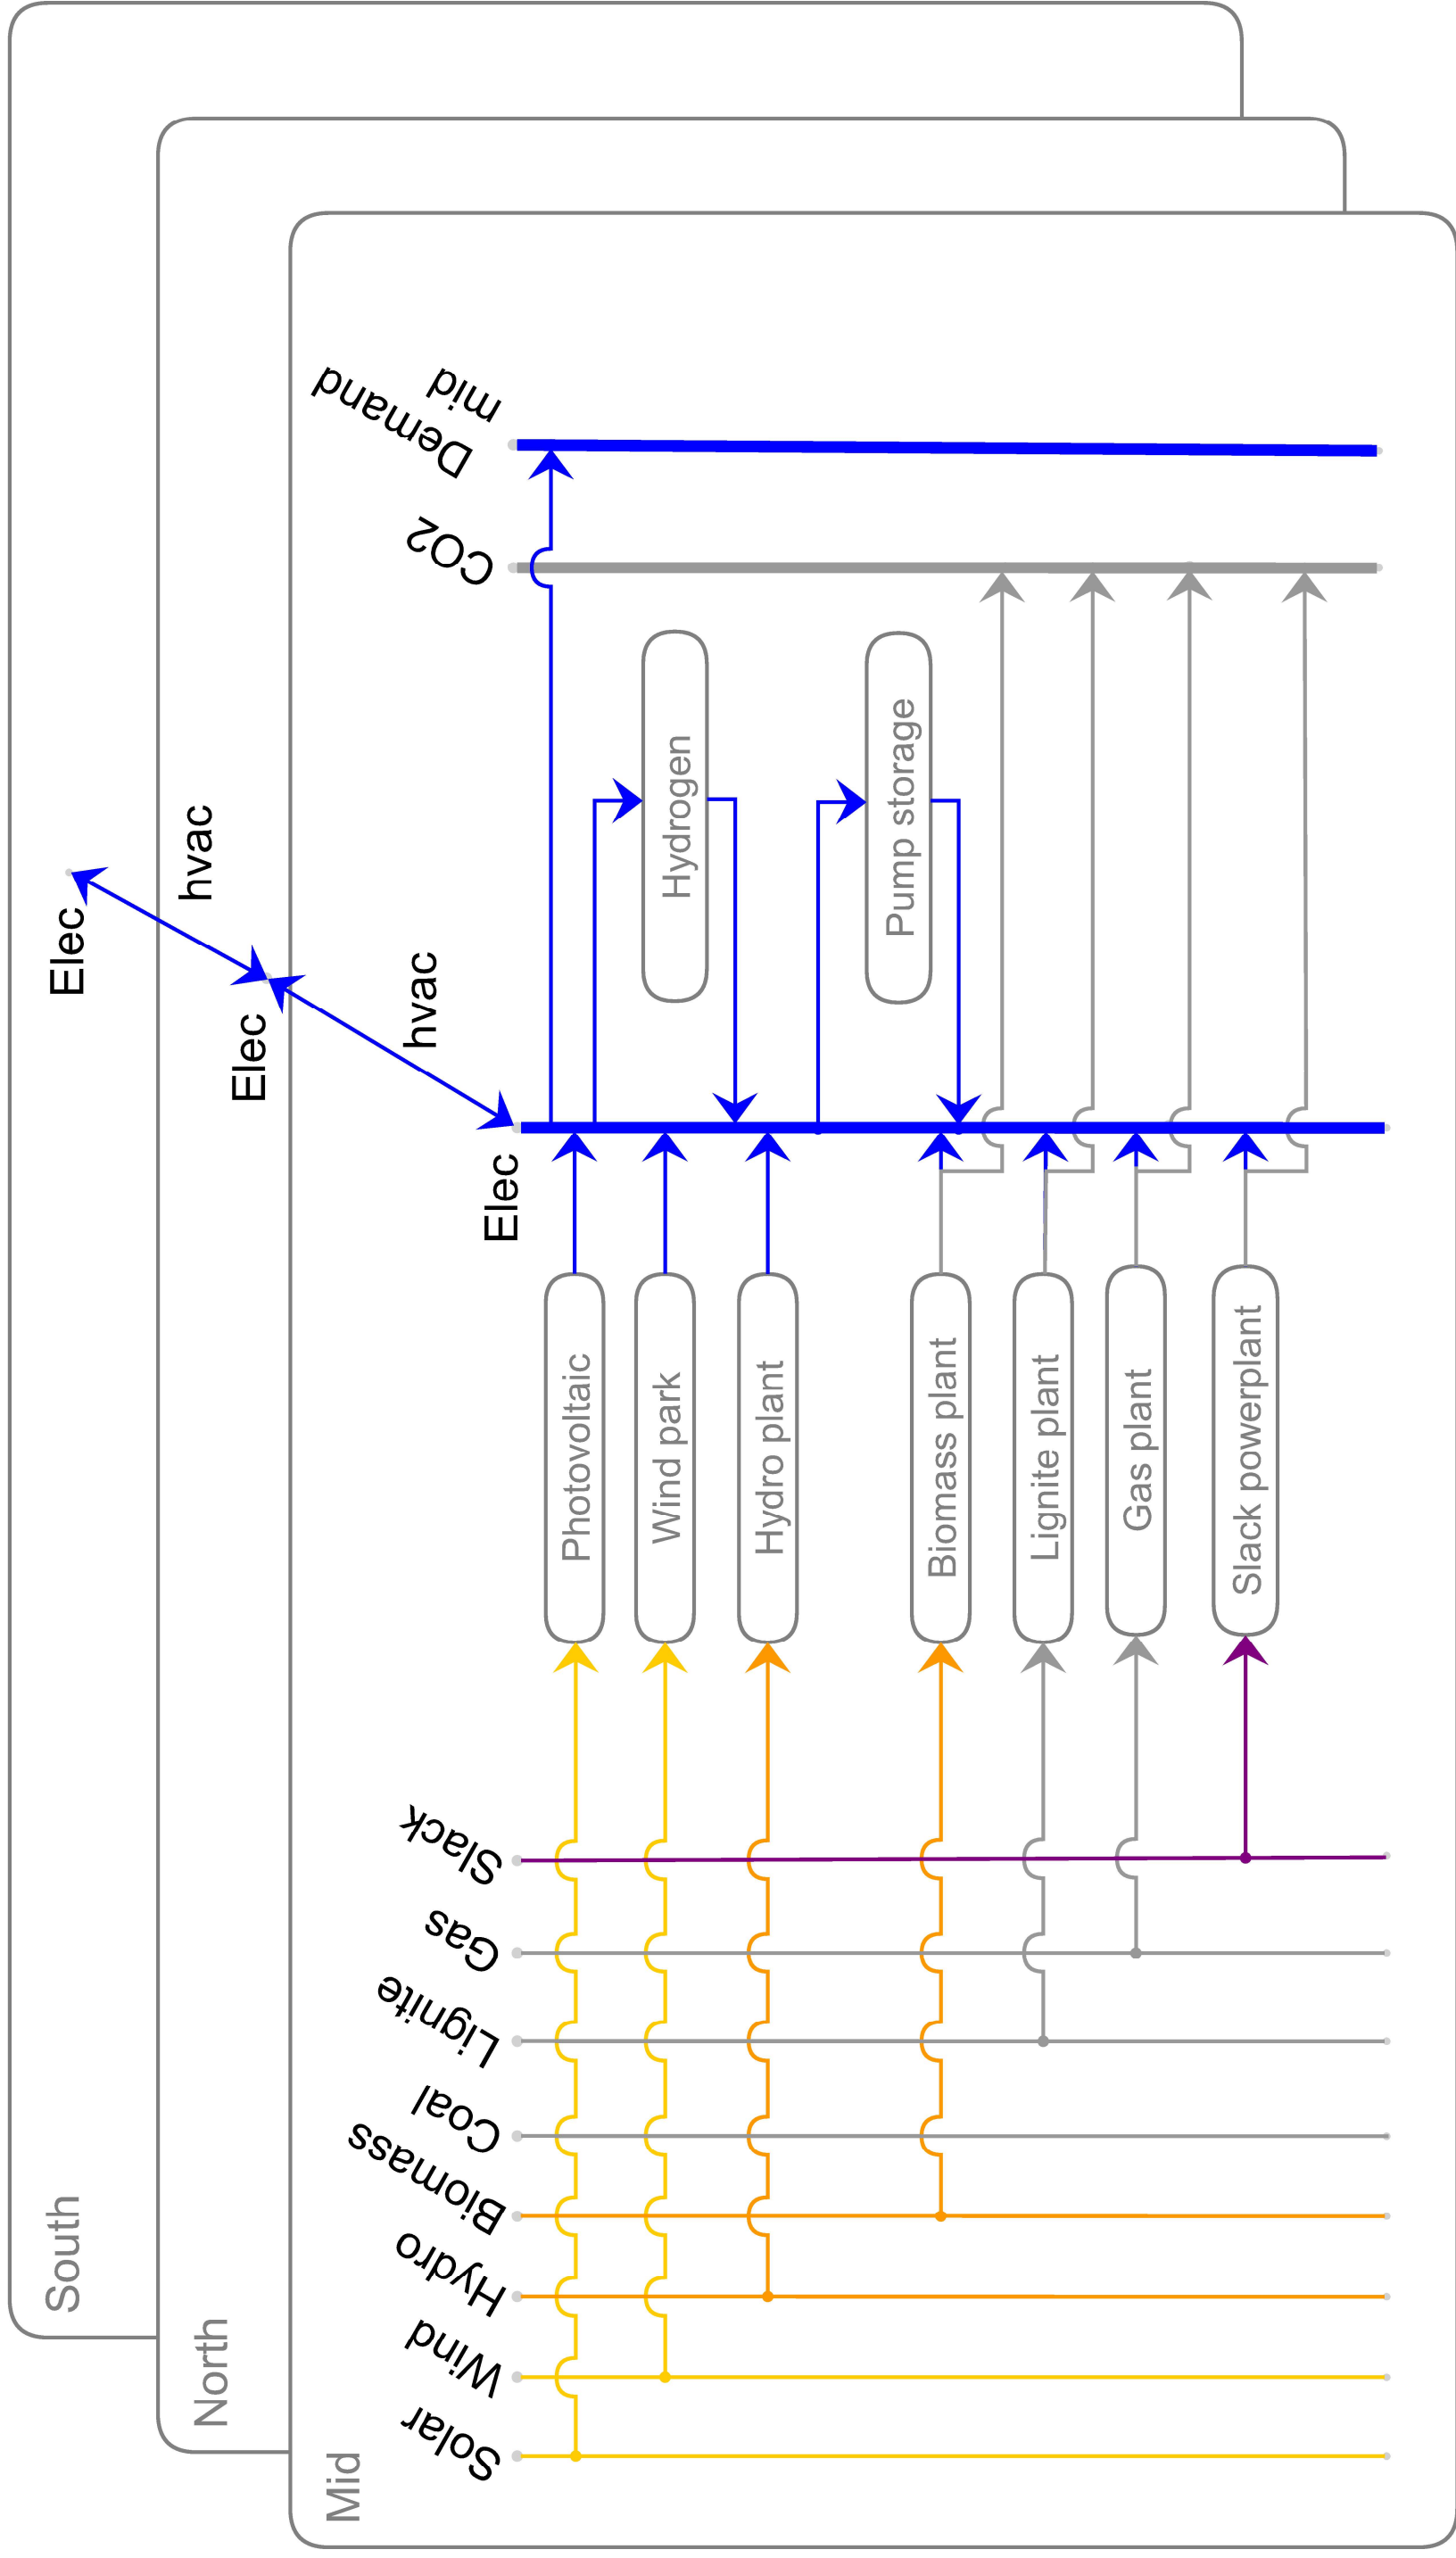 South
North
Mid
Elec
hvac
Elec
hvac
Elec
Solar
Wind
Hydro
Biomass
Coal
Lignite
Gas
Slack
CO2
Demand
mid
Photovoltaic
Wind park
Hydro plant
Biomass plant
Lignite plant
Gas plant
Slack powerplant
Hydrogen
Pump storage